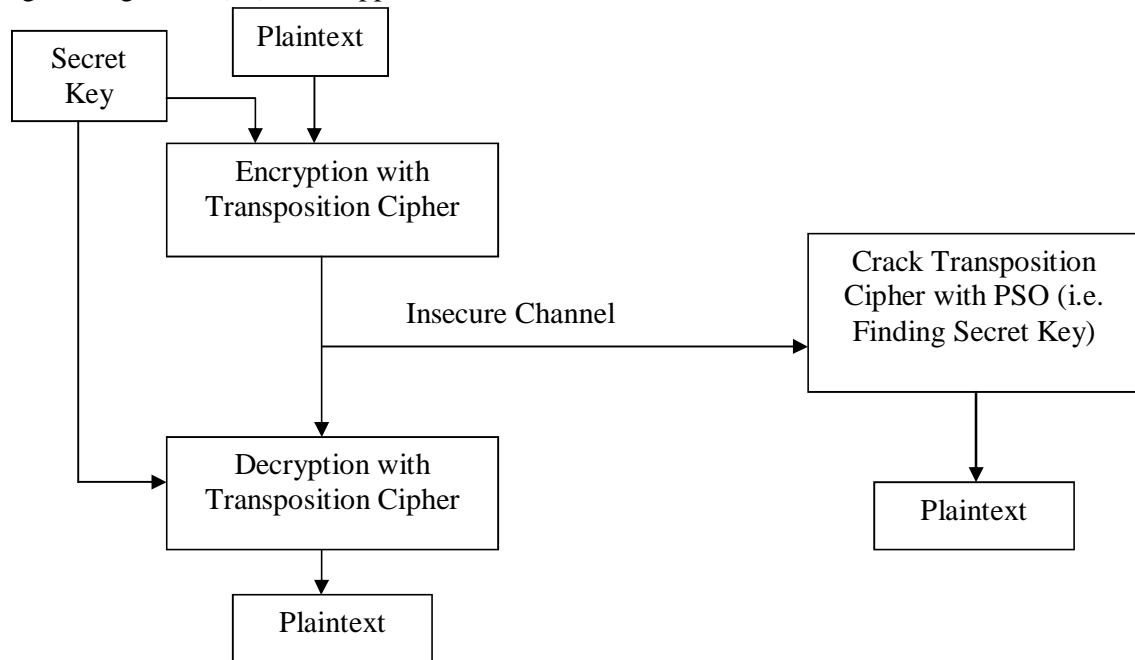 Plaintext
Secret
Key
Encryption with
Transposition Cipher
Crack Transposition
Cipher with PSO (i.e.
Finding Secret Key)
Insecure Channel
Decryption with
Transposition Cipher
Plaintext
Plaintext